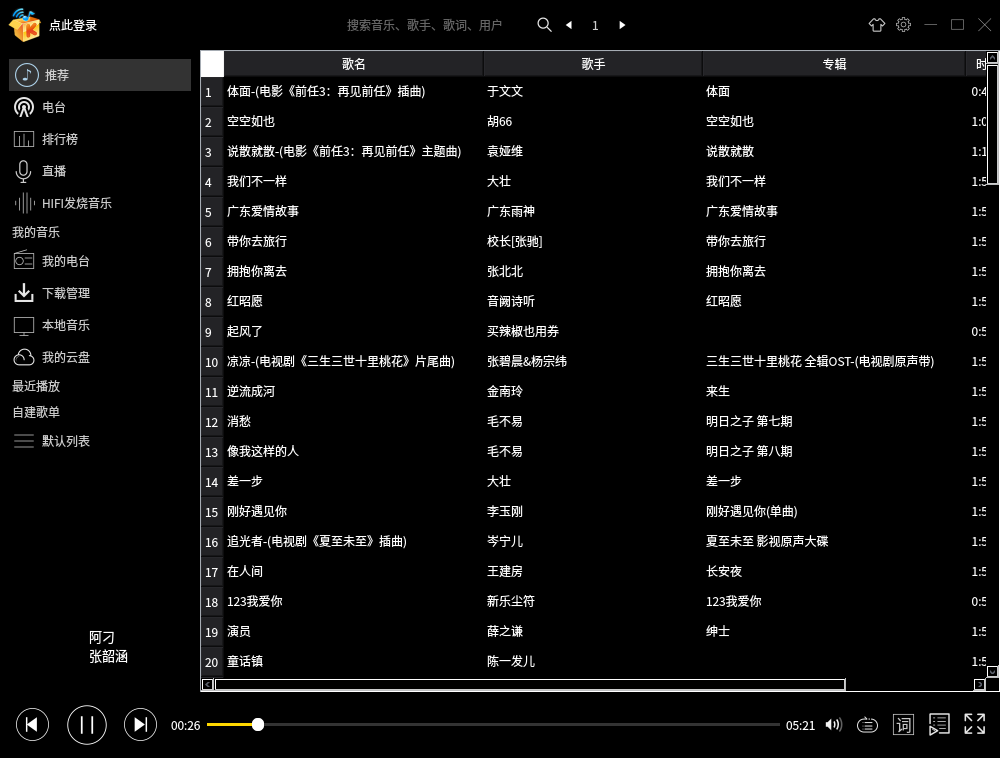 点此登录
搜索音乐、歌手、歌词、用户
1
推荐
电台
排行榜
直播
HIFI发烧音乐
我的音乐
我的电台
下载管理
本地音乐
我的云盘
最近播放
自建歌单
默认列表
歌名 歌手 专辑 时
1 体面-(电影《前任3：再见前任》插曲) 于文文 体面 0:4
2 空空如也 胡66 空空如也 1:0
3 说散就散-(电影《前任3：再见前任》主题曲) 袁娅维 说散就散 1:1
4 我们不一样 大壮 我们不一样 1:5
5 广东爱情故事 广东雨神 广东爱情故事 1:5
6 带你去旅行 校长[张驰] 带你去旅行 1:5
7 拥抱你离去 张北北 拥抱你离去 1:5
8 红昭愿 音阙诗听 红昭愿 1:5
9 起风了 买辣椒也用券 0:5
10 凉凉-(电视剧《三生三世十里桃花》片尾曲) 张碧晨&杨宗纬 三生三世十里桃花 全辑OST-(电视剧原声带) 1:5
11 逆流成河 金南玲 来生 1:5
12 消愁 毛不易 明日之子 第七期 1:5
13 像我这样的人 毛不易 明日之子 第八期 1:5
14 差一步 大壮 差一步 1:5
15 刚好遇见你 李玉刚 刚好遇见你(单曲) 1:5
16 追光者-(电视剧《夏至未至》插曲) 岑宁儿 夏至未至 影视原声大碟 1:5
17 在人间 王建房 长安夜 1:5
18 123我爱你 新乐尘符 123我爱你 0:5
19 演员 薛之谦 绅士 1:5
20 童话镇 陈一发儿 1:5
阿刁
张韶涵
00:26
05:21
词